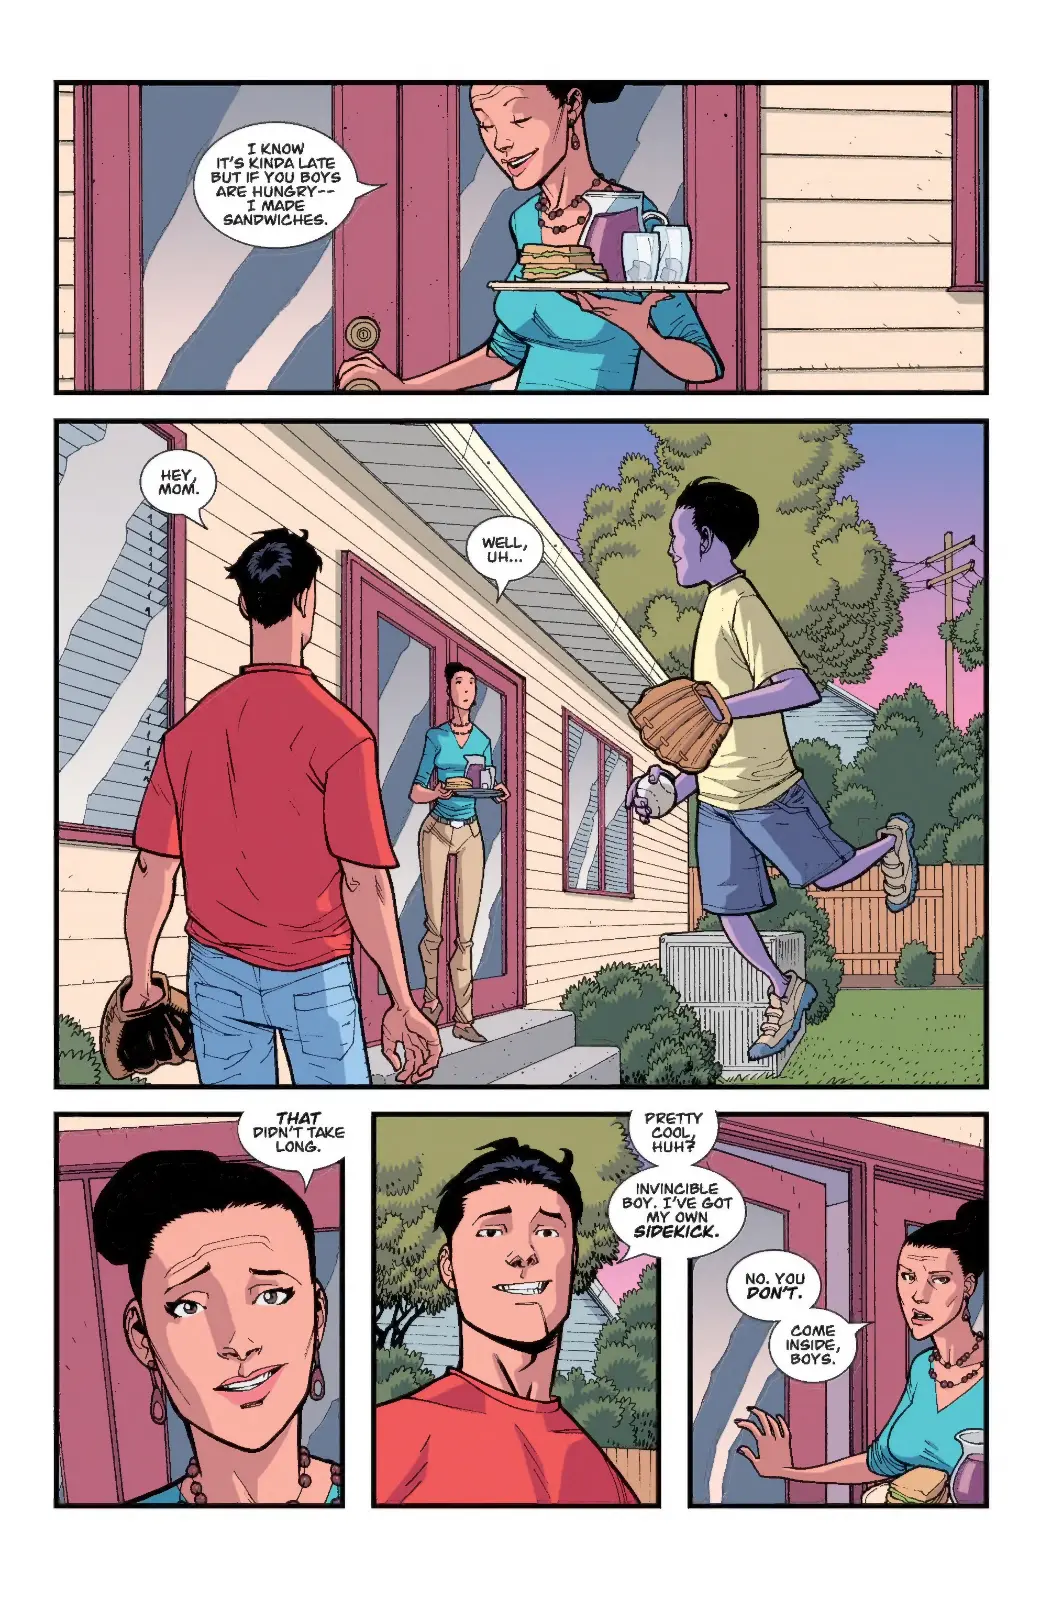 I KNOW
IT'S KINDA LATE
BUT IF YOU BOYS
ARE HUNGRY--
I MADE
SANDWICHES.
HEY,
MOM.
WELL,
UH...
THAT
DIDN'T TAKE
LONG.
PRETTY
COOL,
HUH?
INVINCIBLE
BOY. I'VE GOT
MY OWN
SIDEKICK.
NO. YOU
DON'T.
COME
INSIDE,
BOYS.